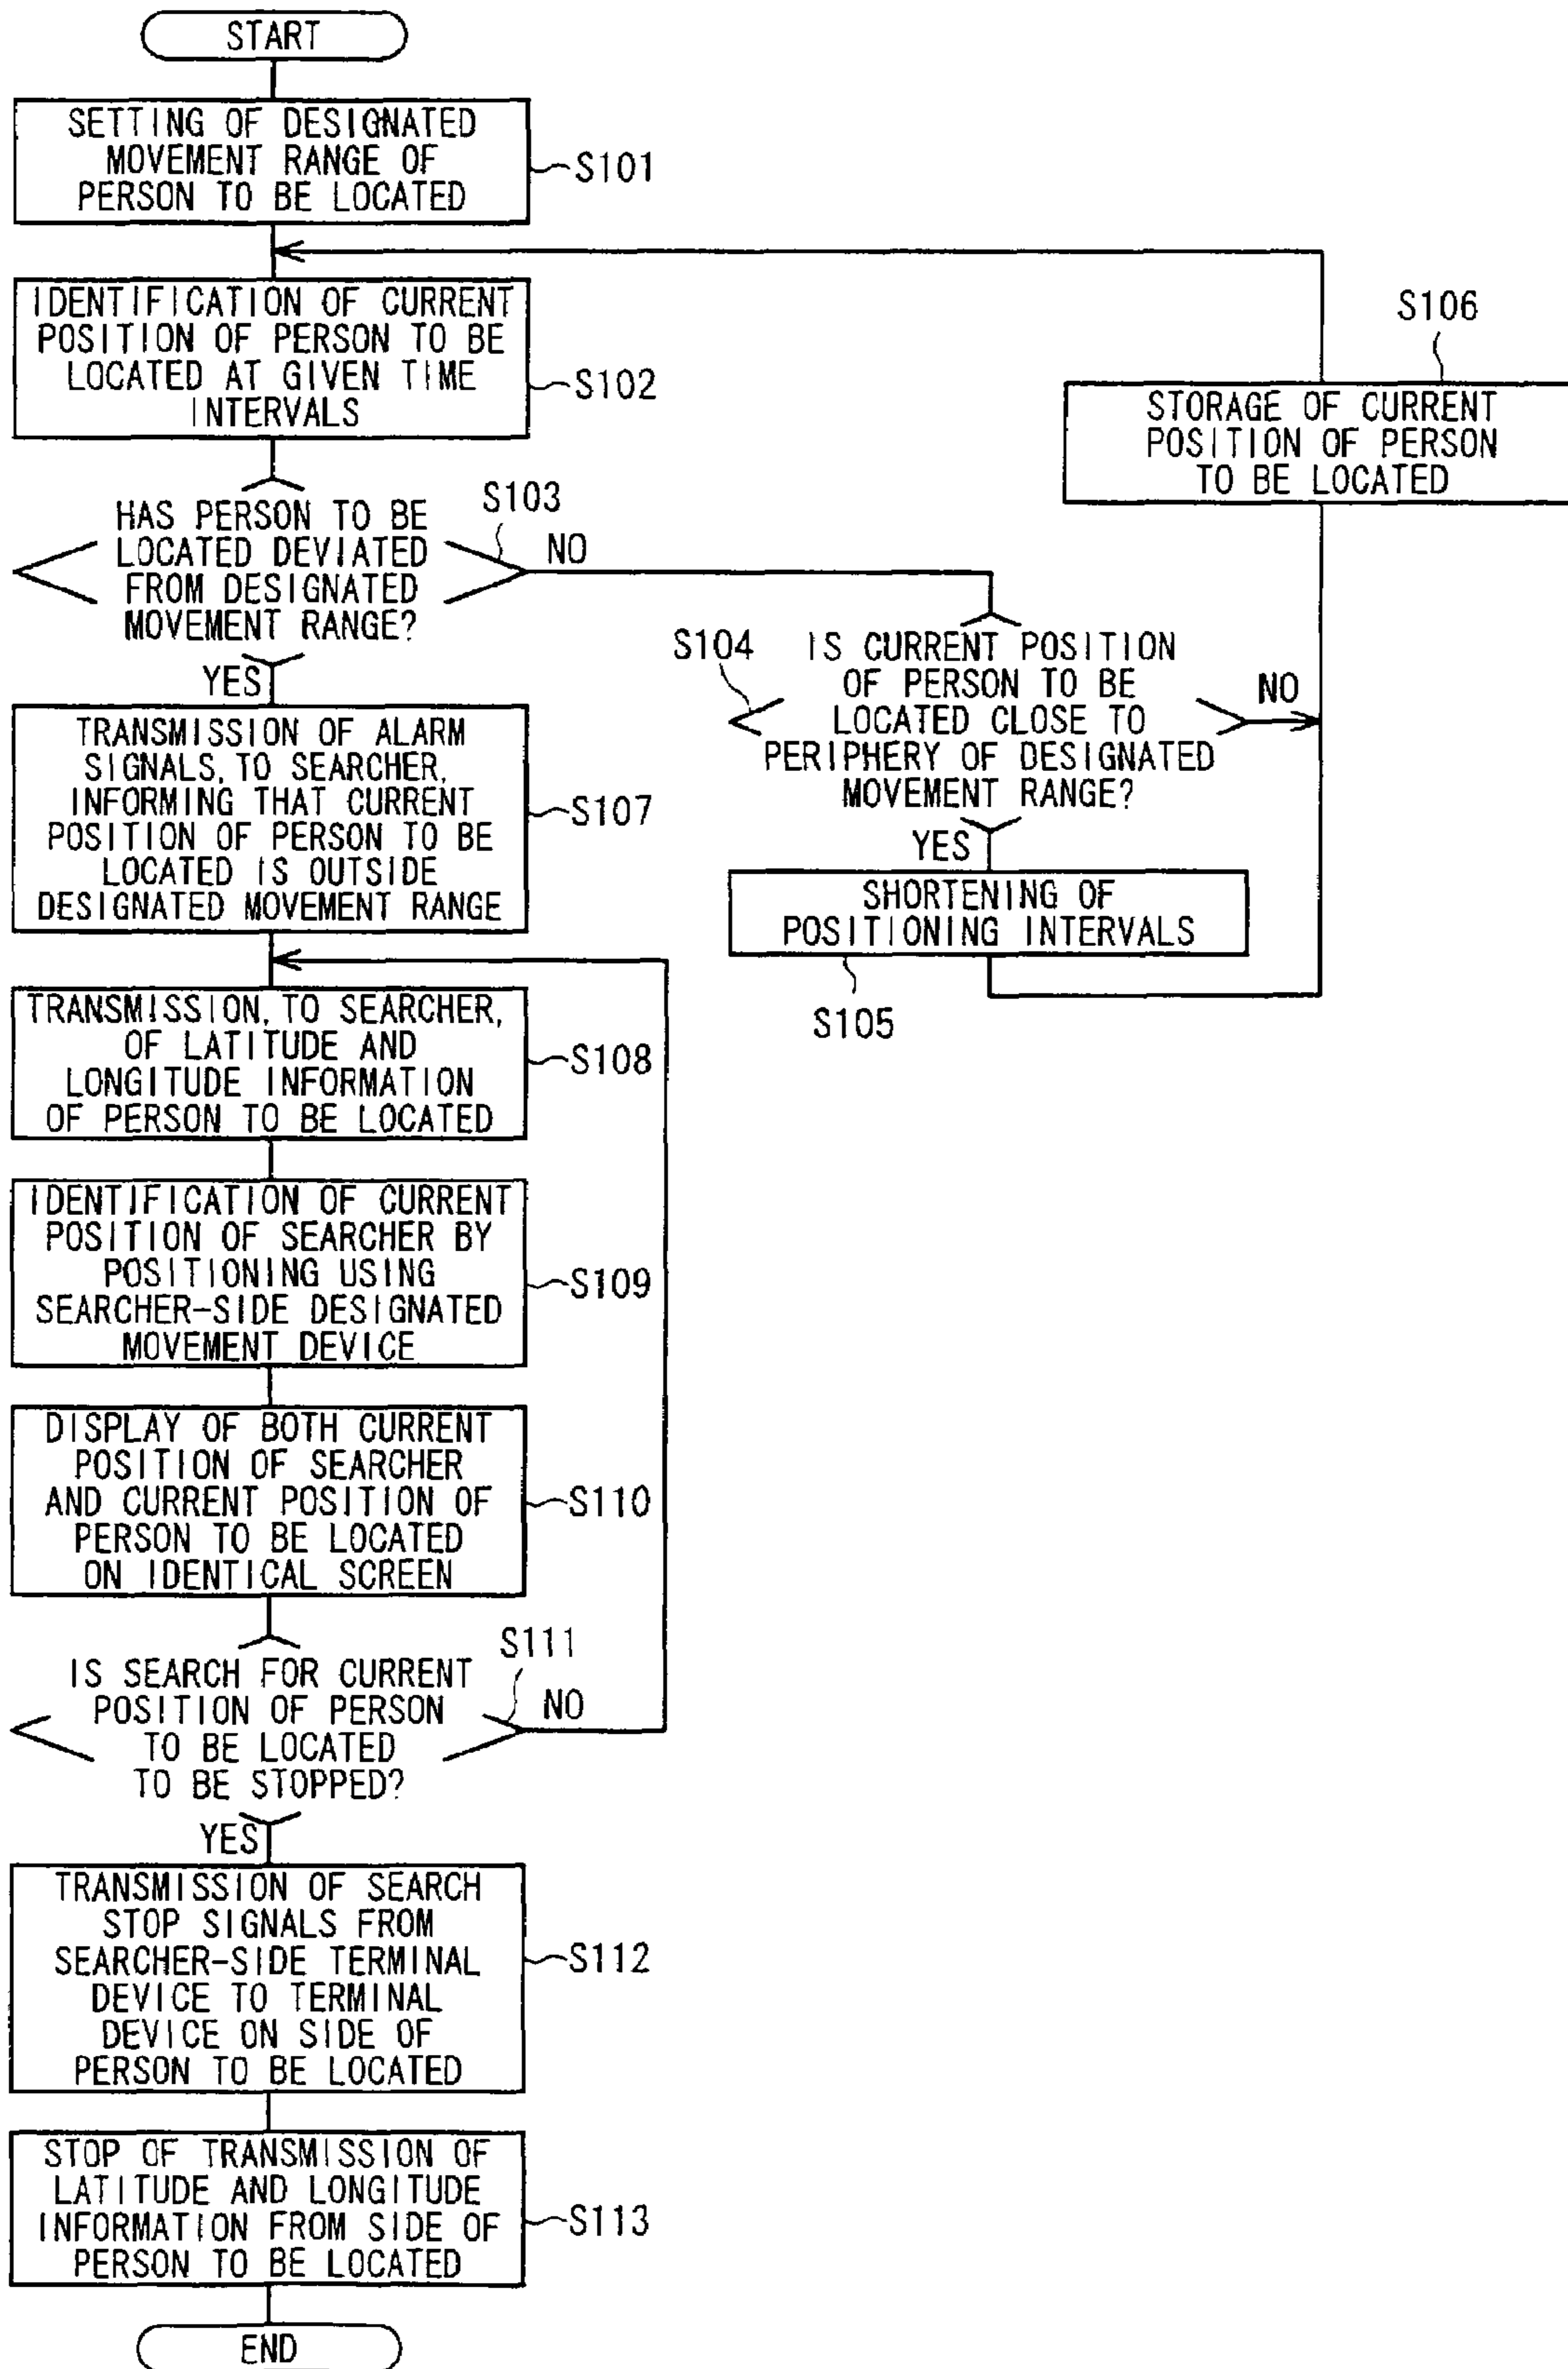 START
SETTING OF DESIGNATED
MOVEMENT RANGE OF
PERSON TO BE LOCATED
S101
IDENTIFICATION OF CURRENT
POSITION OF PERSON TO BE
LOCATED AT GIVEN TIME
INTERVALS
S102
S106
STORAGE OF CURRENT
POSITION OF PERSON
TO BE LOCATED
HAS PERSON TO BE
LOCATED DEVIATED
FROM DESIGNATED
MOVEMENT RANGE?
S103
NO
YES
S104
IS CURRENT POSITION
OF PERSON TO BE
LOCATED CLOSE TO
PERIPHERY OF DESIGNATED
MOVEMENT RANGE?
NO
YES
SHORTENING OF
POSITIONING INTERVALS
S105
TRANSMISSION OF ALARM
SIGNALS, TO SEARCHER,
INFORMING THAT CURRENT
POSITION OF PERSON TO BE
LOCATED IS OUTSIDE
DESIGNATED MOVEMENT RANGE
S107
TRANSMISSION, TO SEARCHER,
OF LATITUDE AND
LONGITUDE INFORMATION
OF PERSON TO BE LOCATED
S108
IDENTIFICATION OF CURRENT
POSITION OF SEARCHER BY
POSITIONING USING
SEARCHER-SIDE DESIGNATED
MOVEMENT DEVICE
S109
DISPLAY OF BOTH CURRENT
POSITION OF SEARCHER
AND CURRENT POSITION OF
PERSON TO BE LOCATED
ON IDENTICAL SCREEN
S110
IS SEARCH FOR CURRENT
POSITION OF PERSON
TO BE LOCATED
TO BE STOPPED?
S111
NO
YES
TRANSMISSION OF SEARCH
STOP SIGNALS FROM
SEARCHER-SIDE TERMINAL
DEVICE TO TERMINAL
DEVICE ON SIDE OF
PERSON TO BE LOCATED
S112
STOP OF TRANSMISSION OF
LATITUDE AND LONGITUDE
INFORMATION FROM SIDE OF
PERSON TO BE LOCATED
S113
END